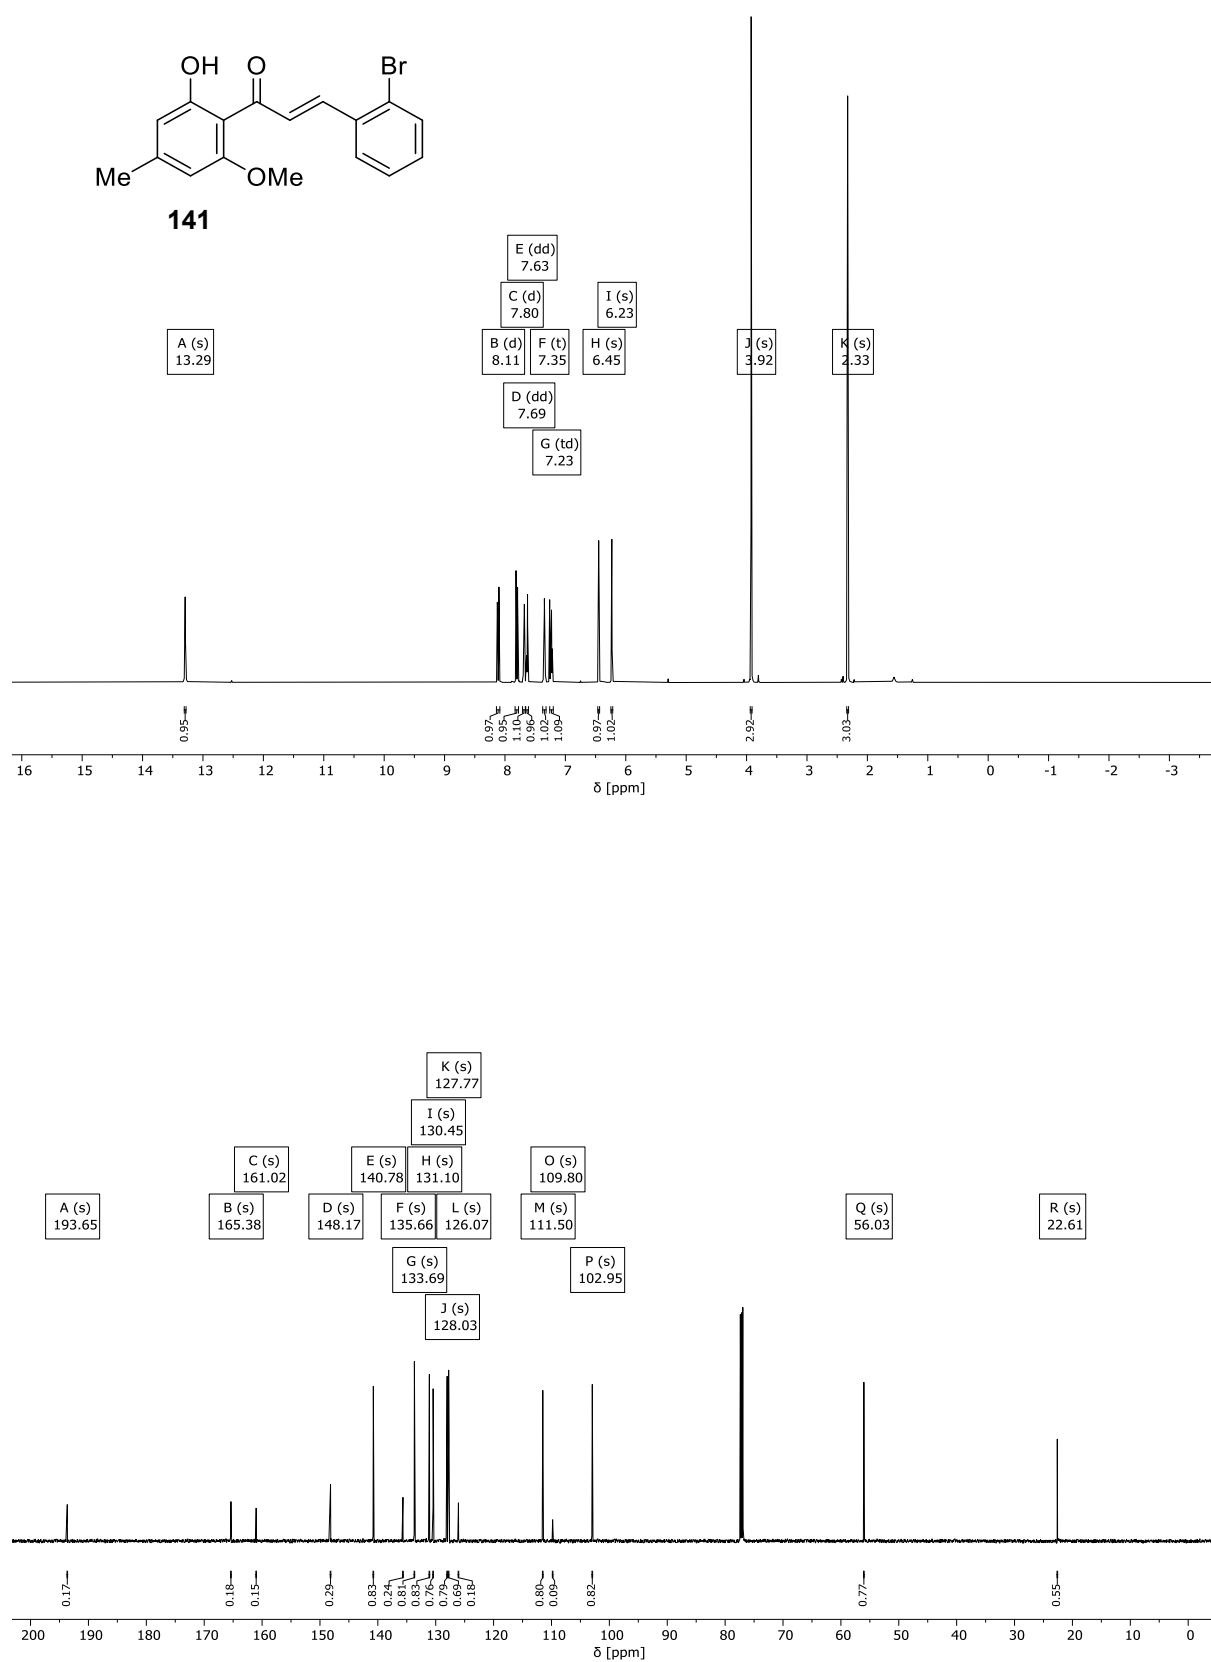 OH O Br
Me OMe
141
E (dd)
7.63
C (d)
7.80
I (s)
6.23
A (s)
13.29
B (d)
8.11
F (t)
7.35
H (s)
6.45
J (s)
3.92
K (s)
2.33
D (dd)
7.69
G (td)
7.23
0.95 0.97 0.95 1.10 0.96 1.02 1.09 0.97 1.02 2.92 3.03
16 15 14 13 12 11 10 9 8 7 6 5 4 3 2 1 0 -1 -2 -3
δ [ppm]
K (s)
127.77
I (s)
130.45
C (s)
161.02
E (s)
140.78
H (s)
131.10
O (s)
109.80
A (s)
193.65
B (s)
165.38
D (s)
148.17
F (s)
135.66
L (s)
126.07
M (s)
111.50
Q (s)
56.03
R (s)
22.61
G (s)
133.69
P (s)
102.95
J (s)
128.03
0.17 0.18 0.15 0.29 0.83 0.24 0.81 0.83 0.76 0.79 0.69 0.18 0.80 0.09 0.82 0.77 0.55
200 190 180 170 160 150 140 130 120 110 100 90 80 70 60 50 40 30 20 10 0
δ [ppm]